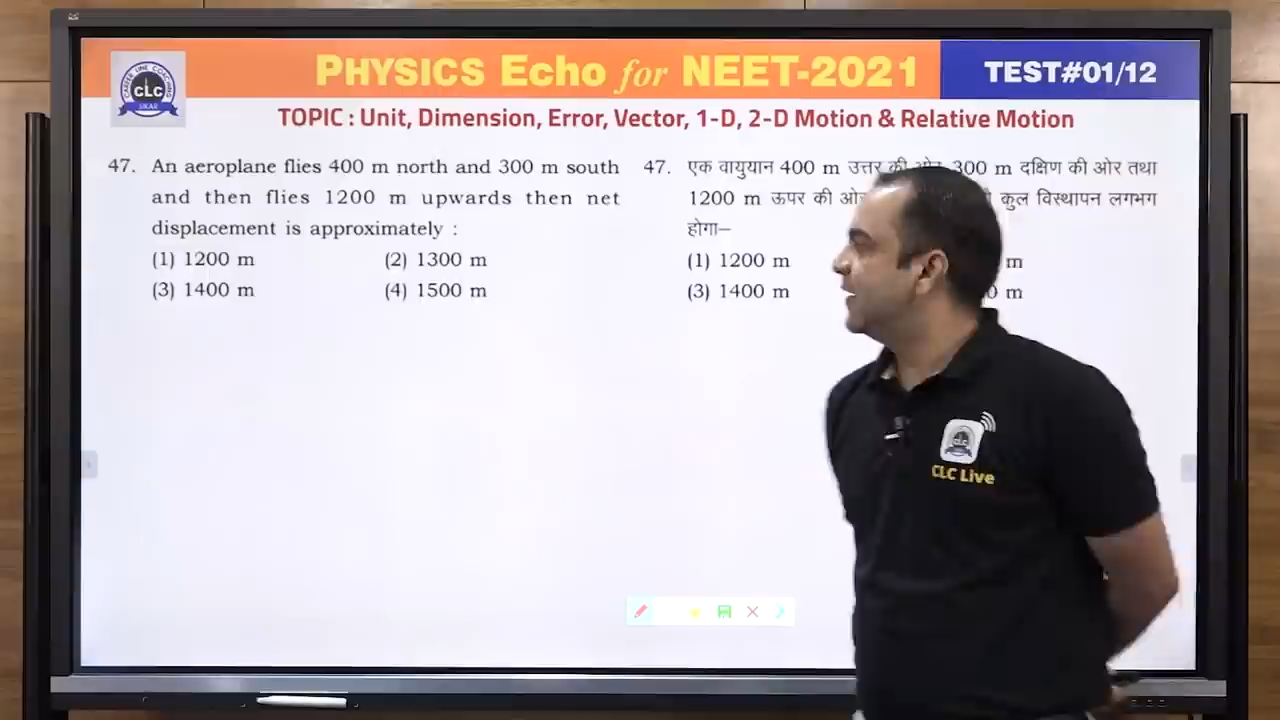 PHYSICS Echo for NEET-2021
TEST#01/12
CLC
SIKAR
TOPIC : Unit, Dimension, Error, Vector, 1-D, 2-D Motion & Relative Motion
47. An aeroplane flies 400 m north and 300 m south
and then flies 1200 m upwards then net
displacement is approximately :
(1) 1200 m (2) 1300 m
(3) 1400 m (4) 1500 m
47. एक वायुयान 400 m उत्तर की 300 m दक्षिण की ओर तथा
1200 m ऊपर की कुल विस्थापन लगभग
होगा–
(1) 1200 m m
(3) 1400 m m
CLC
CLC Live